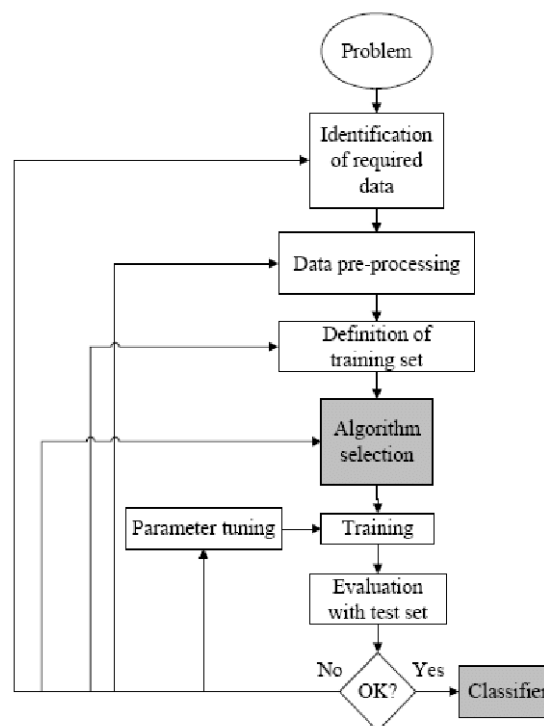 Problem
Identification
of required
data
Data pre-processing
Definition of
training set
Algorithm
selection
Parameter tuning
Training
Evaluation
with test set
No
OK?
Yes
Classifier